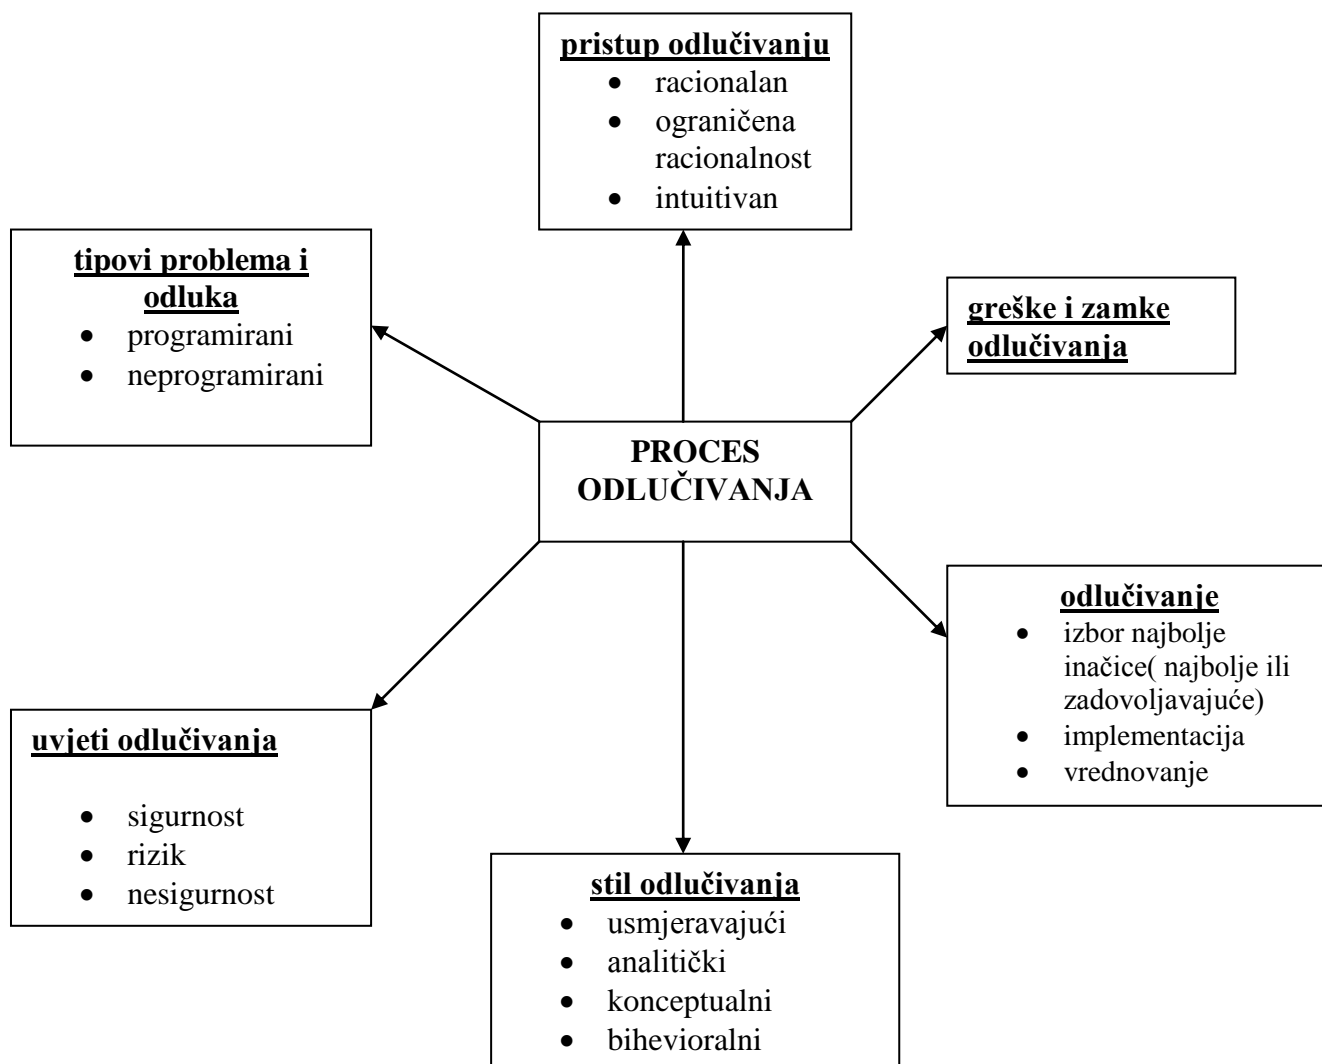 pristup odlučivanju
• racionalan
• ograničena
racionalnost
• intuitivan
tipovi problema i
odluka
• programirani
• neprogramirani
greške i zamke
odlučivanja
PROCES
ODLUČIVANJA
odlučivanje
• izbor najbolje
inačice( najbolje ili
zadovoljavajuće)
• implementacija
• vrednovanje
uvjeti odlučivanja
• sigurnost
• rizik
• nesigurnost
stil odlučivanja
• usmjeravajući
• analitički
• konceptualni
• bihevioralni